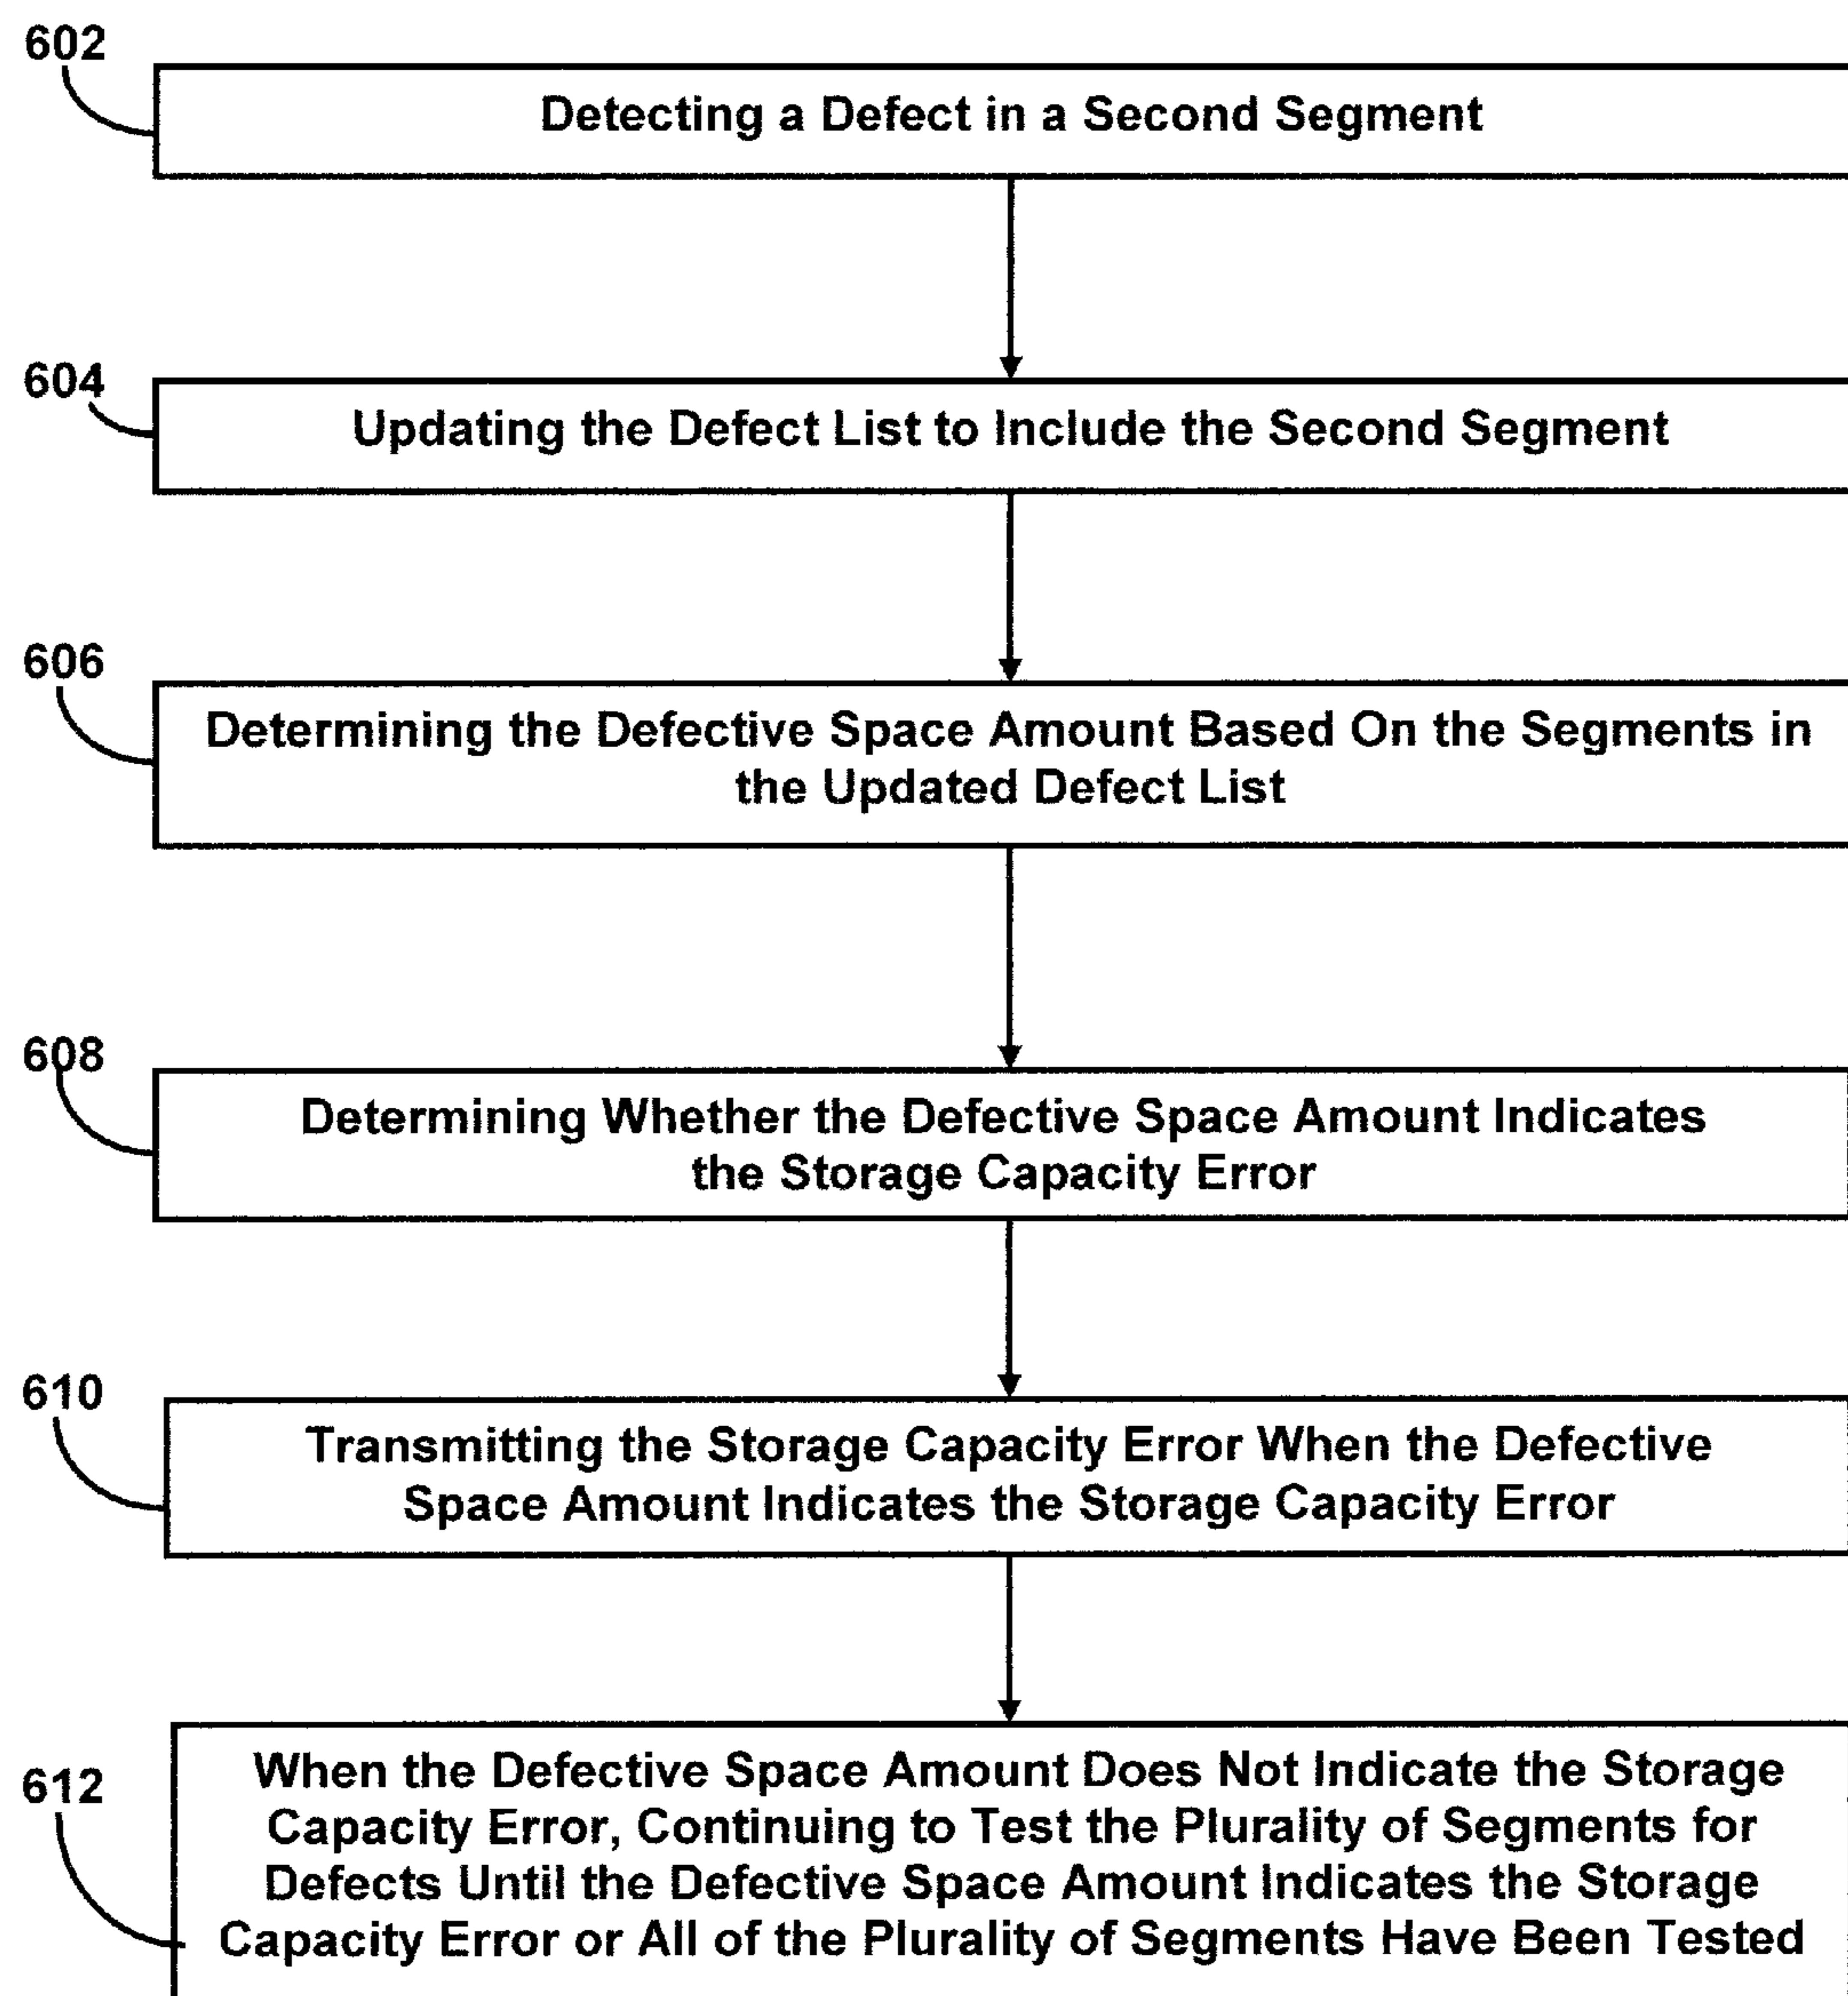 602
Detecting a Defect in a Second Segment
604
Updating the Defect List to Include the Second Segment
606
Determining the Defective Space Amount Based On the Segments in
the Updated Defect List
608
Determining Whether the Defective Space Amount Indicates
the Storage Capacity Error
610
Transmitting the Storage Capacity Error When the Defective
Space Amount Indicates the Storage Capacity Error
612
When the Defective Space Amount Does Not Indicate the Storage
Capacity Error, Continuing to Test the Plurality of Segments for
Defects Until the Defective Space Amount Indicates the Storage
Capacity Error or All of the Plurality of Segments Have Been Tested